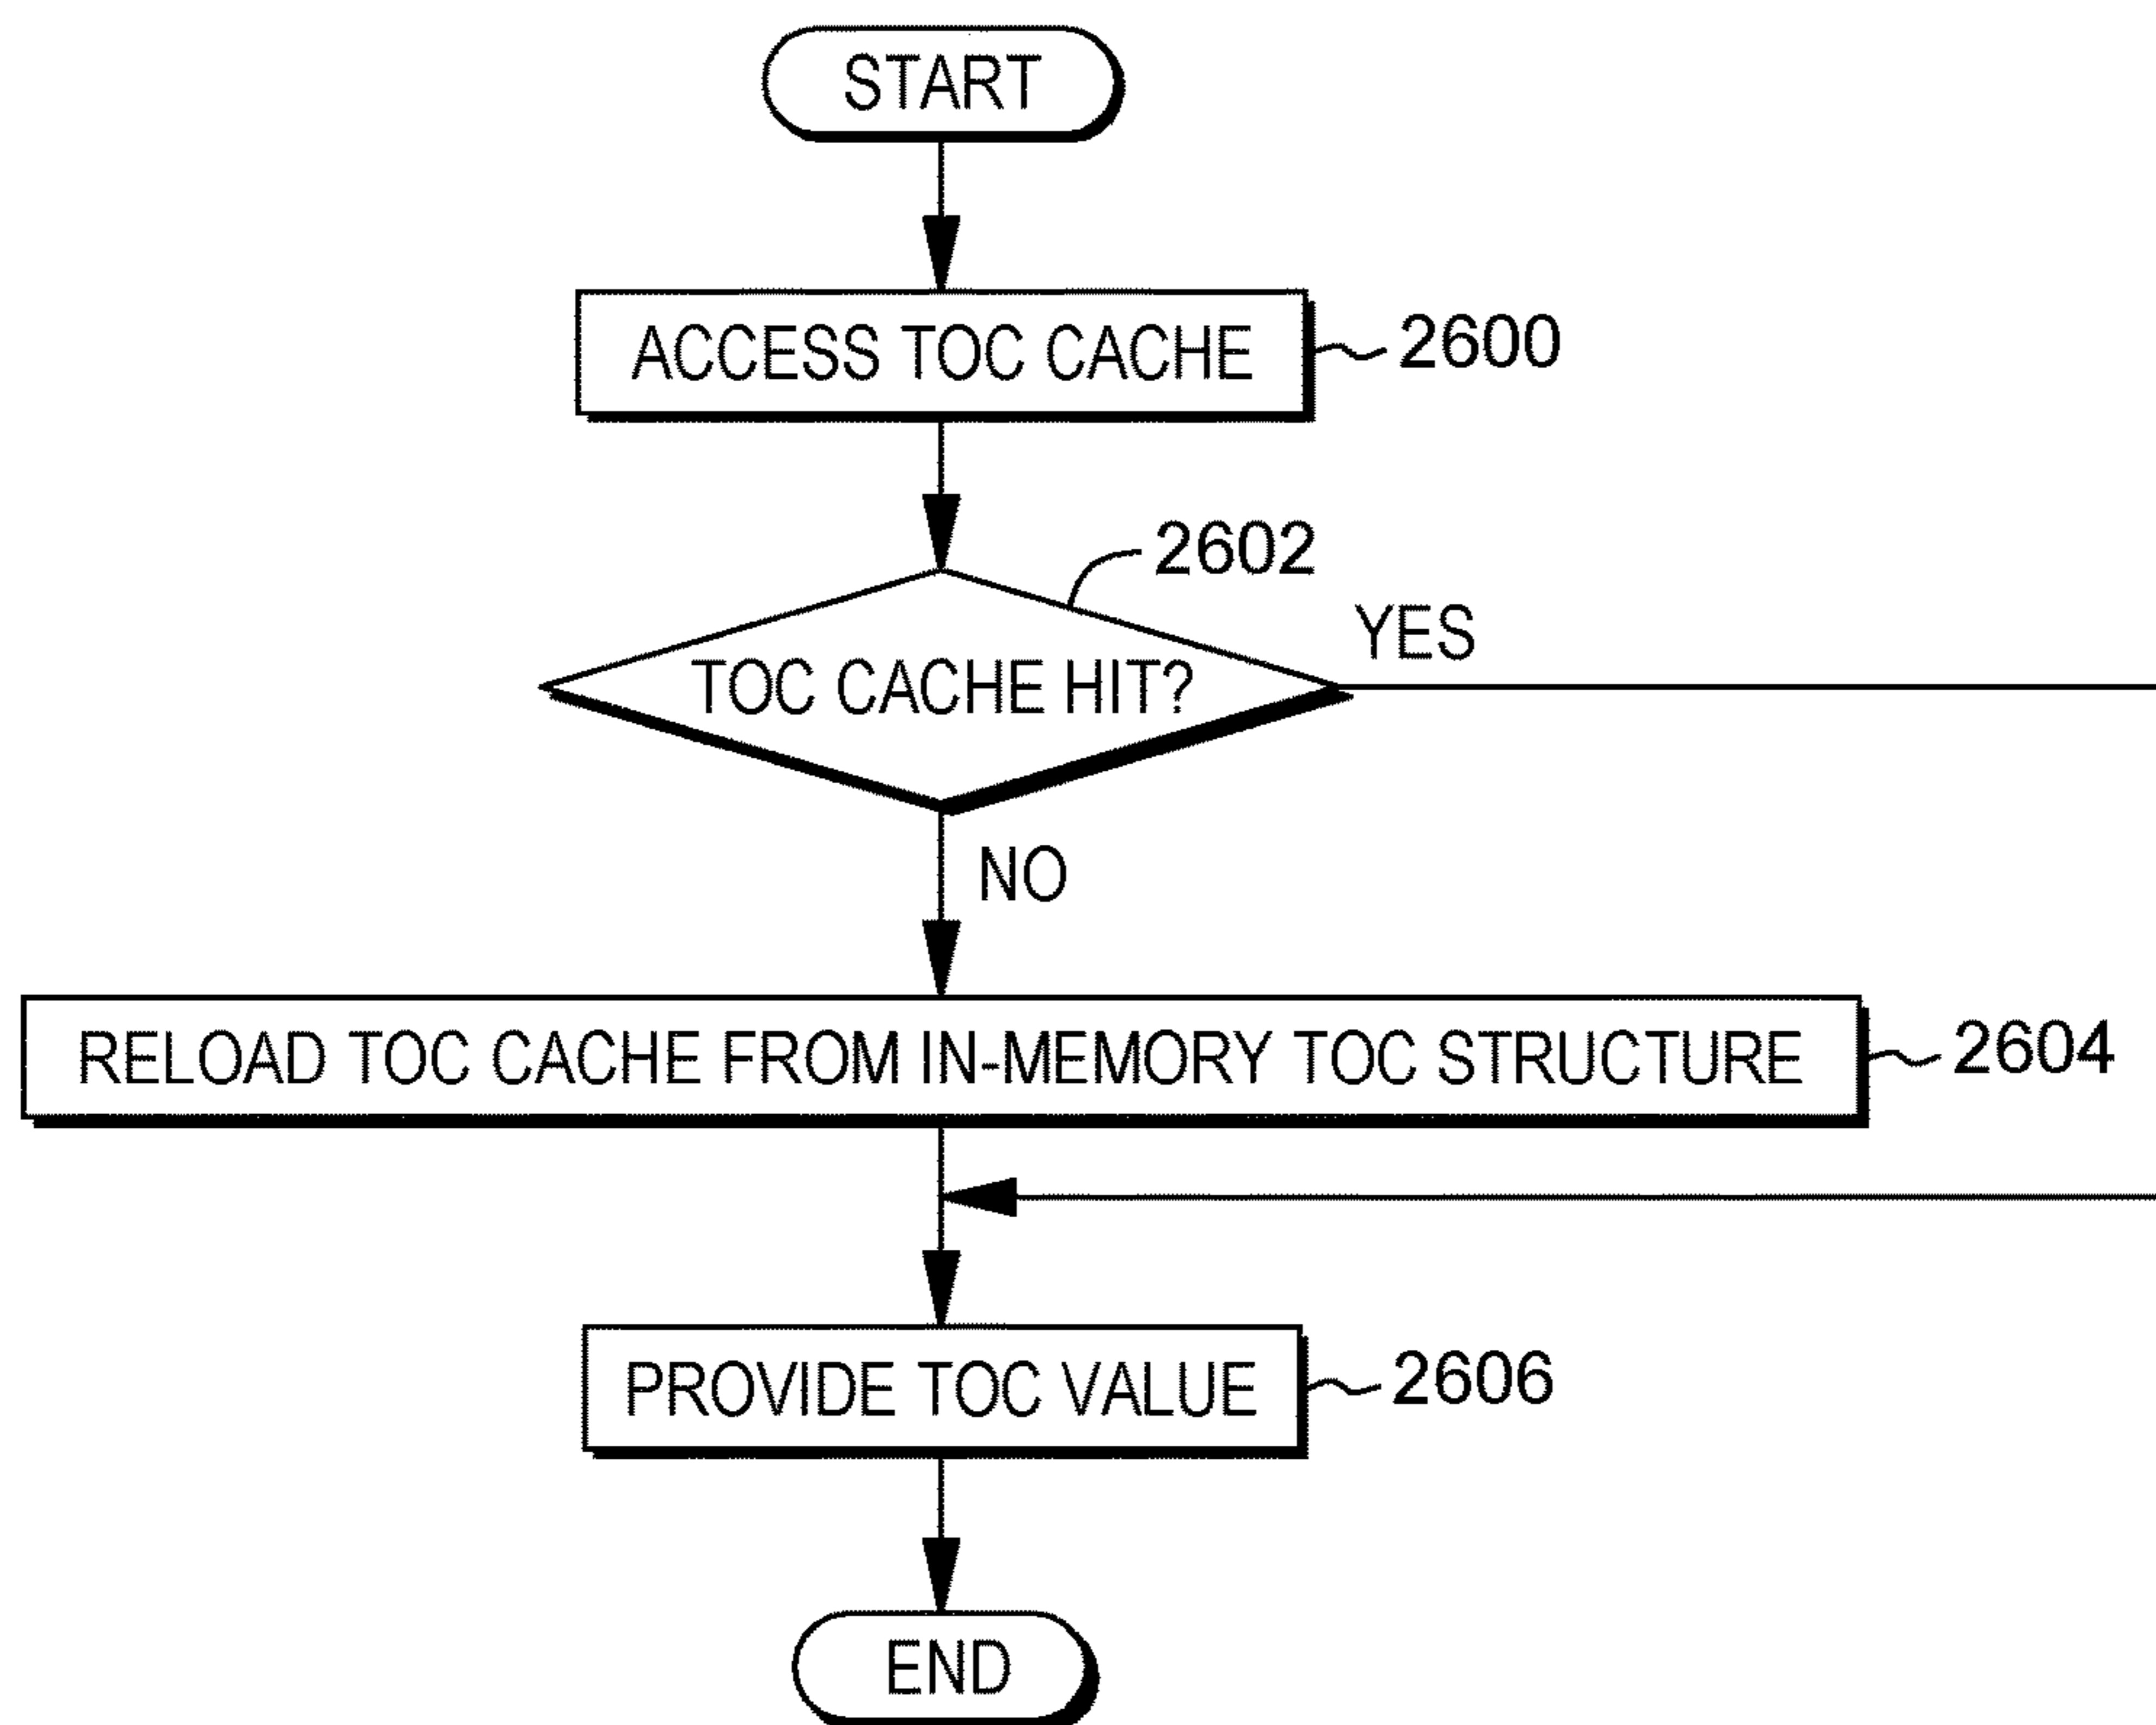 START
ACCESS TOC CACHE
2600
2602
TOC CACHE HIT?
YES
NO
RELOAD TOC CACHE FROM IN-MEMORY TOC STRUCTURE
2604
PROVIDE TOC VALUE
2606
END